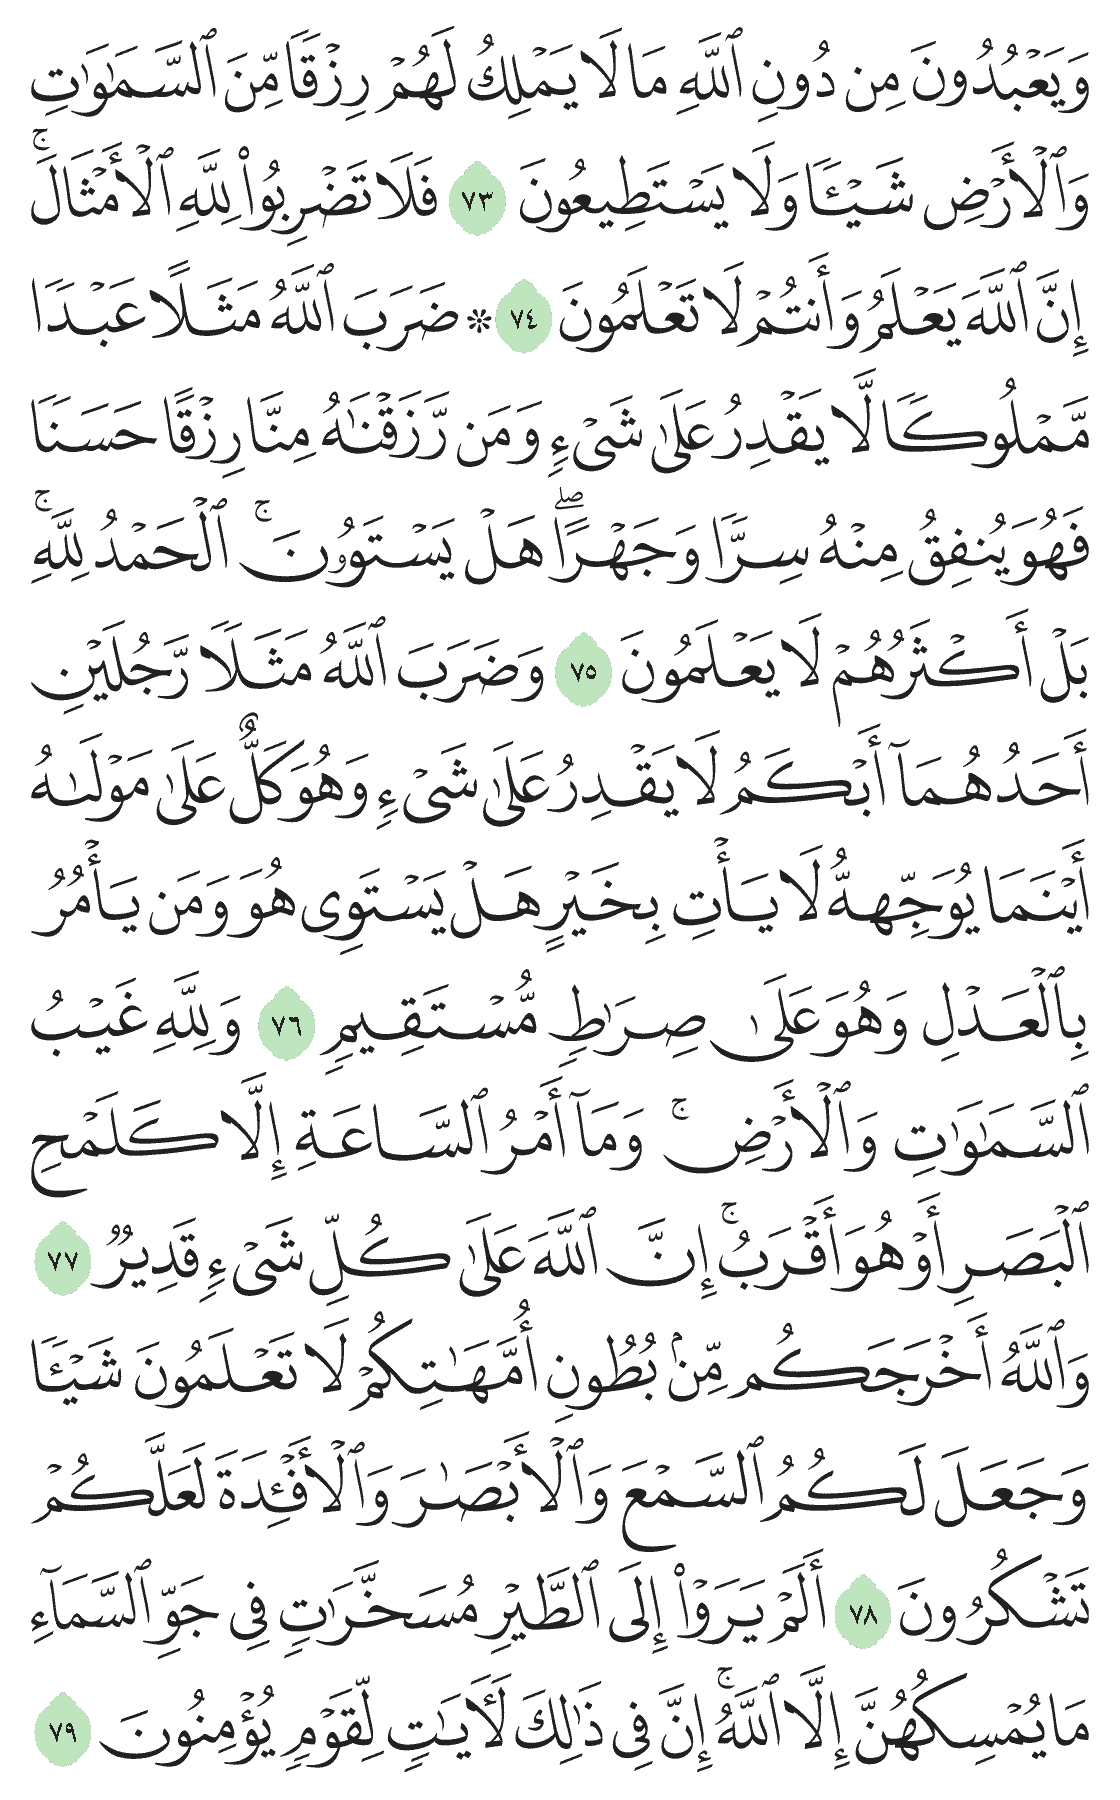 وَيَعْبُدُونَ مِن دُونِ ٱللَّهِ مَا لَا يَمْلِكُ لَهُمْ رِزْقًا مِّنَ ٱلسَّمَٰوَٰتِ
وَٱلْأَرْضِ شَيْـًٔا وَلَا يَسْتَطِيعُونَ ٧٣ فَلَا تَضْرِبُوا۟ لِلَّهِ ٱلْأَمْثَالَ ۚ
إِنَّ ٱللَّهَ يَعْلَمُ وَأَنتُمْ لَا تَعْلَمُونَ ٧٤ * ضَرَبَ ٱللَّهُ مَثَلًا عَبْدًا
مَّمْلُوكًا لَّا يَقْدِرُ عَلَىٰ شَىْءٍ وَمَن رَّزَقْنَٰهُ مِنَّا رِزْقًا حَسَنًا
فَهُوَ يُنفِقُ مِنْهُ سِرًّا وَجَهْرًا ۖ هَلْ يَسْتَوُۥنَ ۚ ٱلْحَمْدُ لِلَّهِ ۚ
بَلْ أَكْثَرُهُمْ لَا يَعْلَمُونَ ٧٥ وَضَرَبَ ٱللَّهُ مَثَلًا رَّجُلَيْنِ
أَحَدُهُمَآ أَبْكَمُ لَا يَقْدِرُ عَلَىٰ شَىْءٍ وَهُوَ كَلٌّ عَلَىٰ مَوْلَىٰهُ
أَيْنَمَا يُوَجِّههُّ لَا يَأْتِ بِخَيْرٍ هَلْ يَسْتَوِى هُوَ وَمَن يَأْمُرُ
بِٱلْعَدْلِ وَهُوَ عَلَىٰ صِرَٰطٍ مُّسْتَقِيمٍ ٧٦ وَلِلَّهِ غَيْبُ
ٱلسَّمَٰوَٰتِ وَٱلْأَرْضِ ۚ وَمَآ أَمْرُ ٱلسَّاعَةِ إِلَّا كَلَمْحِ
ٱلْبَصَرِ أَوْ هُوَ أَقْرَبُ ۚ إِنَّ ٱللَّهَ عَلَىٰ كُلِّ شَىْءٍ قَدِيرٌ ٧٧
وَٱللَّهُ أَخْرَجَكُم مِّنۢ بُطُونِ أُمَّهَٰتِكُمْ لَا تَعْلَمُونَ شَيْـًٔا
وَجَعَلَ لَكُمُ ٱلسَّمْعَ وَٱلْأَبْصَٰرَ وَٱلْأَفْـِٔدَةَ لَعَلَّكُمْ
تَشْكُرُونَ ٧٨ أَلَمْ يَرَوْا۟ إِلَى ٱلطَّيْرِ مُسَخَّرَٰتٍ فِى جَوِّ ٱلسَّمَآءِ
مَا يُمْسِكُهُنَّ إِلَّا ٱللَّهُ ۚ إِنَّ فِى ذَٰلِكَ لَـَٔايَٰتٍ لِّقَوْمٍ يُؤْمِنُونَ ٧٩